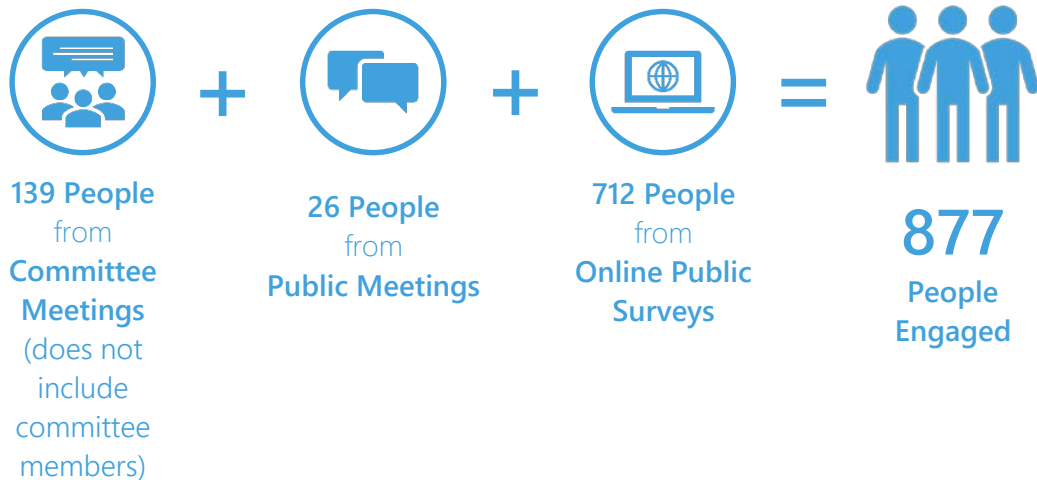 +
+
=
139 People
from
Committee
Meetings
(does not
include
committee
members)
26 People
from
Public Meetings
712 People
from
Online Public
Surveys
877
People
Engaged